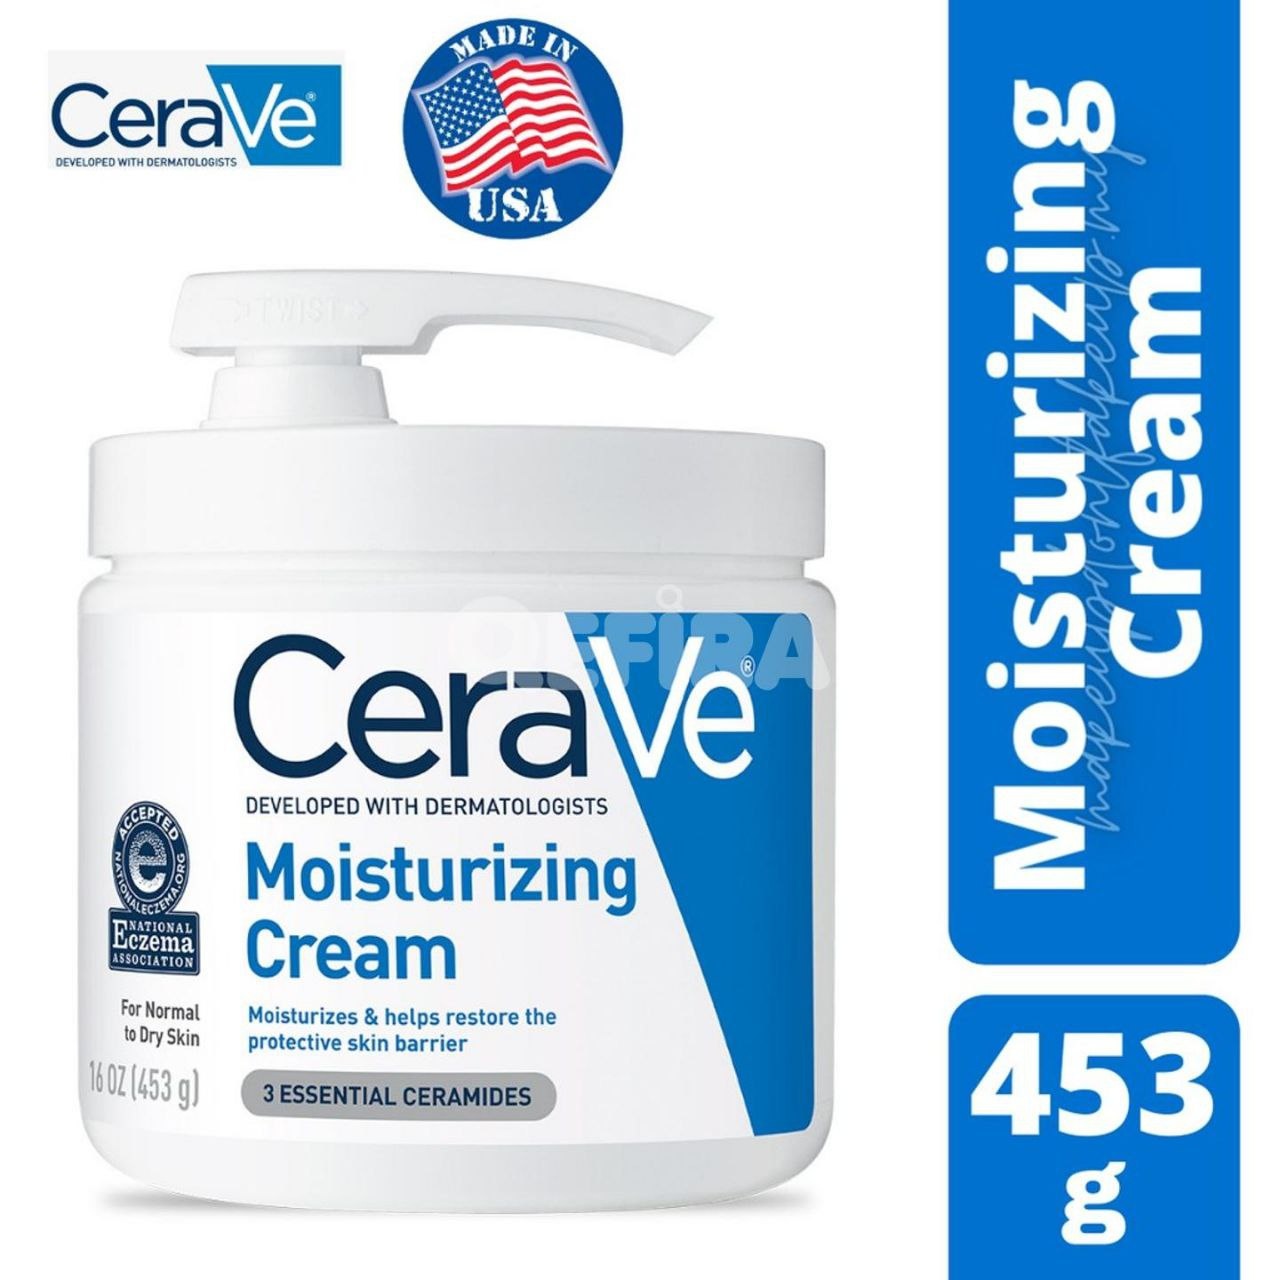 CeraVe®
DEVELOPED WITH DERMATOLOGISTS
MADE IN
USA
TWIST
QEFIRA
CeraVe®
DEVELOPED WITH DERMATOLOGISTS
Moisturizing
Cream
Moisturizes & helps restore the
protective skin barrier
3 ESSENTIAL CERAMIDES
ACCEPTED
NATIONALECZEMA.ORG
e
NATIONAL
Eczema
ASSOCIATION
For Normal
to Dry Skin
16 OZ (453 g)
Moisturizing
Cream
453
g